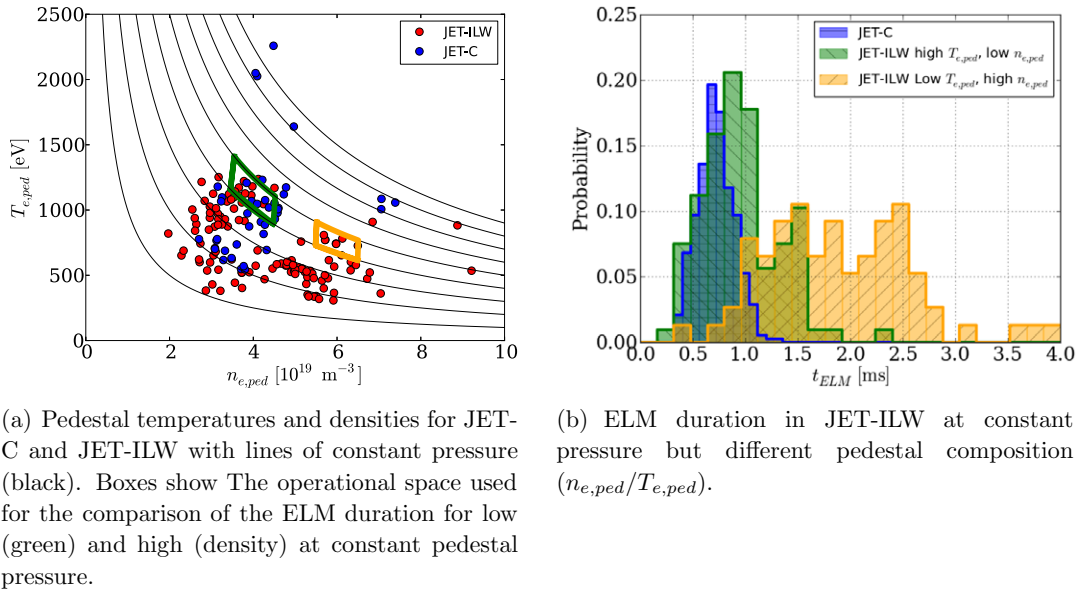 2500
2000
1500
1000
500
0
T_{e,ped} [eV]
JET-ILW
JET-C
0 2 4 6 8 10
n_{e,ped} [10^{19} m^{-3}]
0.25
0.20
0.15
0.10
0.05
0.00
Probability
JET-C
JET-ILW high T_{e,ped}, low n_{e,ped}
JET-ILW Low T_{e,ped}, high n_{e,ped}
0.0 0.5 1.0 1.5 2.0 2.5 3.0 3.5 4.0
t_{ELM} [ms]
(a) Pedestal temperatures and densities for JET-
C and JET-ILW with lines of constant pressure
(black). Boxes show The operational space used
for the comparison of the ELM duration for low
(green) and high (density) at constant pedestal
pressure.
(b) ELM duration in JET-ILW at constant
pressure but different pedestal composition
(n_{e,ped}/T_{e,ped}).